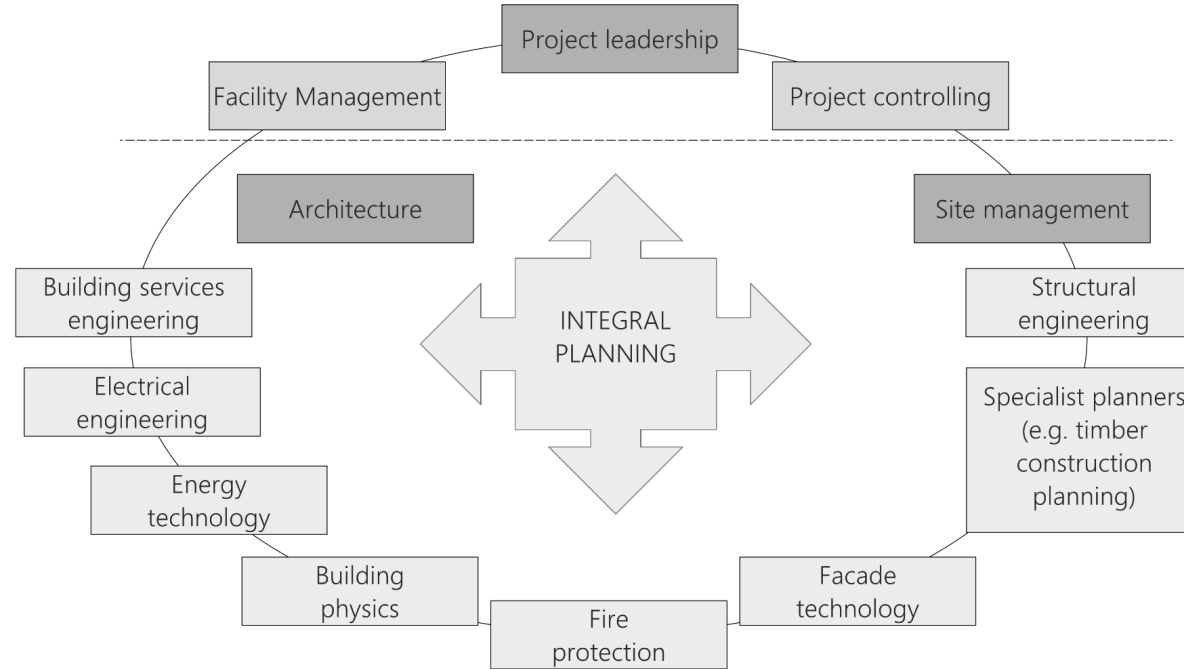 Project leadership
Facility Management
Project controlling
Architecture
Site management
Building services
engineering
INTEGRAL
PLANNING
Structural
engineering
Electrical
engineering
Specialist planners
(e.g. timber
construction
planning)
Energy
technology
Building
physics
Facade
technology
Fire
protection